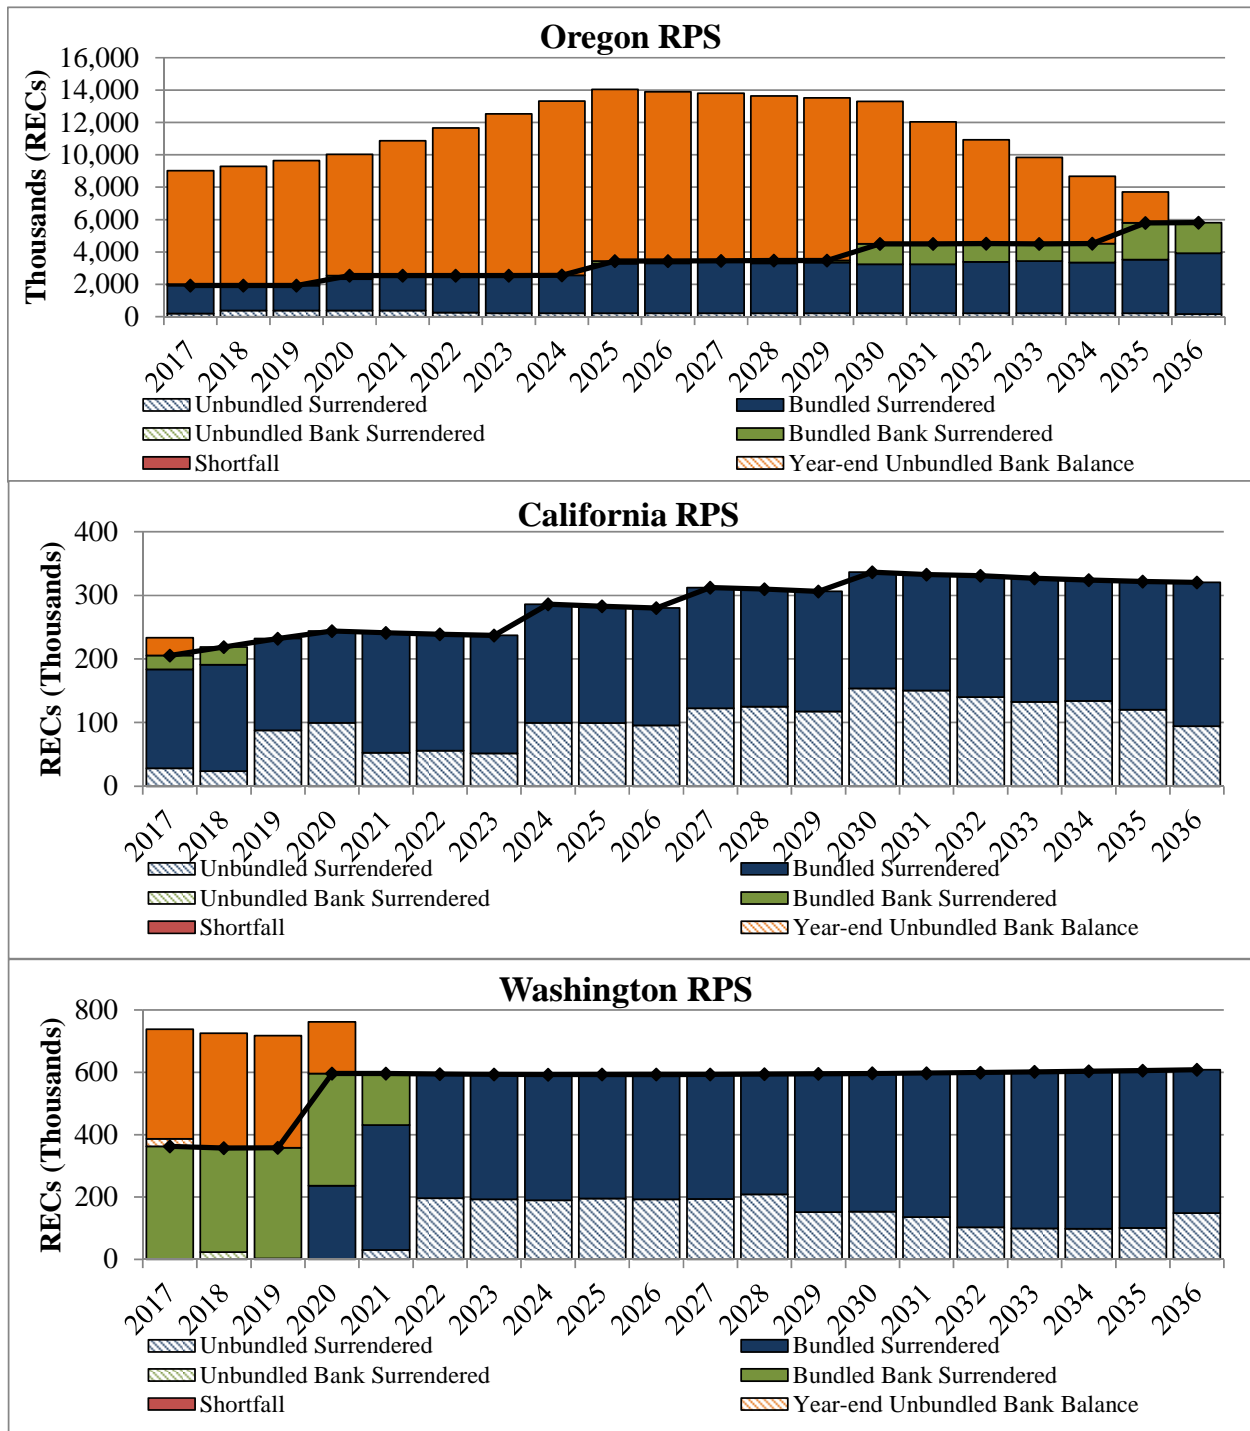 Oregon RPS
Thousands (RECs)
16,000
14,000
12,000
10,000
8,000
6,000
4,000
2,000
0
2017 2018 2019 2020 2021 2022 2023 2024 2025 2026 2027 2028 2029 2030 2031 2032 2033 2034 2035 2036
Unbundled Surrendered Bundled Surrendered
Unbundled Bank Surrendered Bundled Bank Surrendered
Shortfall Year-end Unbundled Bank Balance
California RPS
RECs (Thousands)
400
300
200
100
0
2017 2018 2019 2020 2021 2022 2023 2024 2025 2026 2027 2028 2029 2030 2031 2032 2033 2034 2035 2036
Unbundled Surrendered Bundled Surrendered
Unbundled Bank Surrendered Bundled Bank Surrendered
Shortfall Year-end Unbundled Bank Balance
Washington RPS
RECs (Thousands)
800
600
400
200
0
2017 2018 2019 2020 2021 2022 2023 2024 2025 2026 2027 2028 2029 2030 2031 2032 2033 2034 2035 2036
Unbundled Surrendered Bundled Surrendered
Unbundled Bank Surrendered Bundled Bank Surrendered
Shortfall Year-end Unbundled Bank Balance